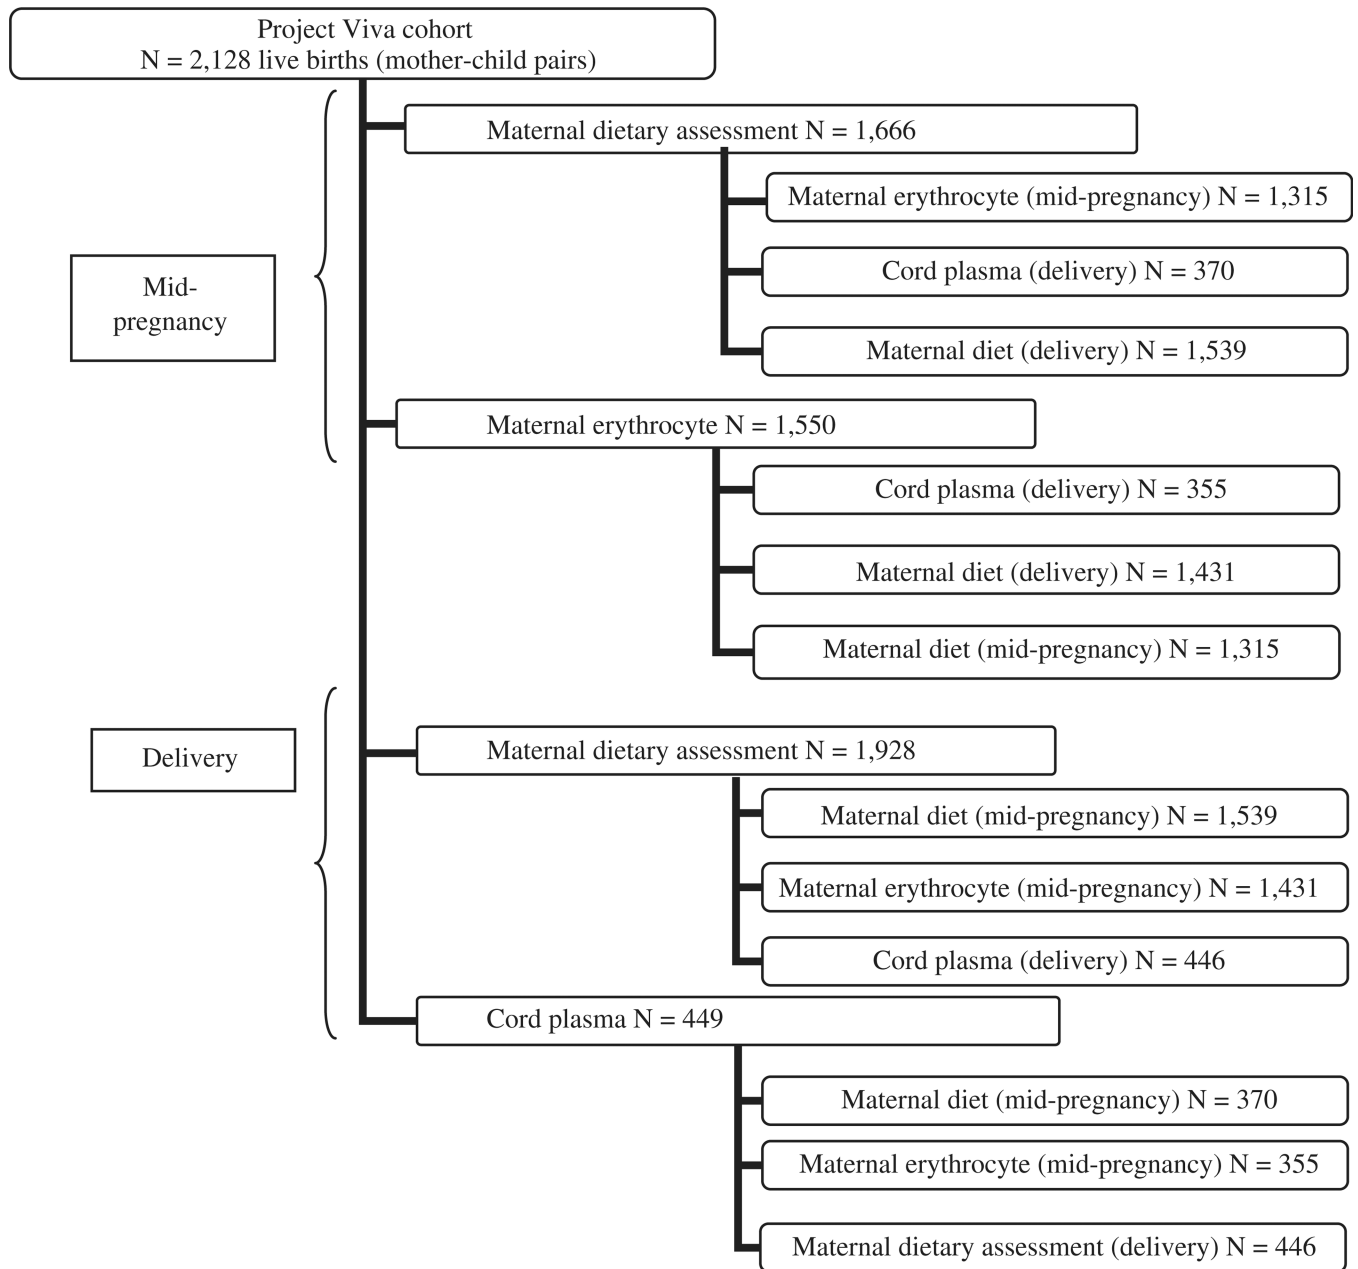 Project Viva cohort
N = 2,128 live births (mother-child pairs)
Maternal dietary assessment N = 1,666
Maternal erythrocyte (mid-pregnancy) N = 1,315
Cord plasma (delivery) N = 370
Maternal diet (delivery) N = 1,539
Mid-
pregnancy
Maternal erythrocyte N = 1,550
Cord plasma (delivery) N = 355
Maternal diet (delivery) N = 1,431
Maternal diet (mid-pregnancy) N = 1,315
Delivery
Maternal dietary assessment N = 1,928
Maternal diet (mid-pregnancy) N = 1,539
Maternal erythrocyte (mid-pregnancy) N = 1,431
Cord plasma (delivery) N = 446
Cord plasma N = 449
Maternal diet (mid-pregnancy) N = 370
Maternal erythrocyte (mid-pregnancy) N = 355
Maternal dietary assessment (delivery) N = 446